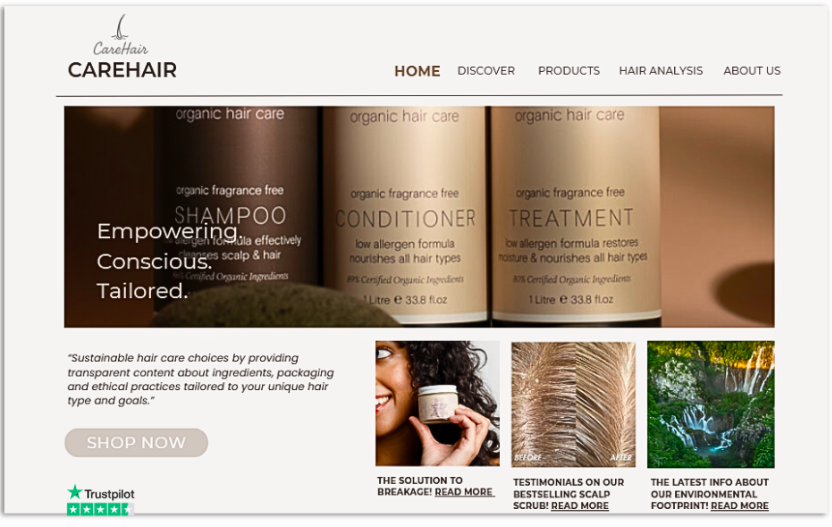 CareHair
CAREHAIR
HOME DISCOVER PRODUCTS HAIR ANALYSIS ABOUT US
organic hair care organic hair care organic hair care
organic fragrance free organic fragrance free organic fragrance free
SHAMPOO CONDITIONER TREATMENT
low allergen formula effectively low allergen formula low allergen formula restores
cleanses scalp & hair nourishes all hair types moisture & nourishes all hair types
Certified Organic Ingredients 89% Certified Organic Ingredients 89% Certified Organic Ingredients
1 Litre e 33.8 fl.oz 1 Litre e 33.8 fl.oz
Empowering.
Conscious.
Tailored.
“Sustainable hair care choices by providing
transparent content about ingredients, packaging
and ethical practices tailored to your unique hair
type and goals.”
SHOP NOW
Trustpilot
BEFORE AFTER
THE SOLUTION TO
BREAKAGE! READ MORE
TESTIMONIALS ON OUR
BESTSELLING SCALP
SCRUB! READ MORE
THE LATEST INFO ABOUT
OUR ENVIRONMENTAL
FOOTPRINT! READ MORE